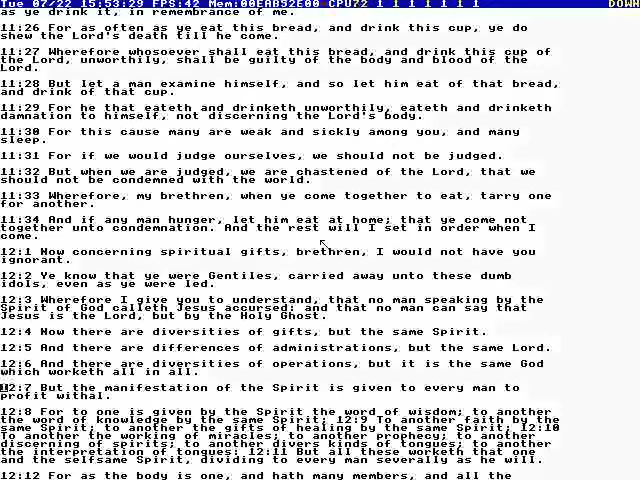 Tue 07/22 15:53:29 FPS:42 Mem:00EAB52E00 CPU72 1 1 1 1 1 1 1 DOWN
as ye drink it, in remembrance of me.
11:26 For as often as ye eat this bread, and drink this cup, ye do
shew the Lord's death till he come.
11:27 Wherefore whosoever shall eat this bread, and drink this cup of
the Lord, unworthily, shall be guilty of the body and blood of the
Lord.
11:28 But let a man examine himself, and so let him eat of that bread,
and drink of that cup.
11:29 For he that eateth and drinketh unworthily, eateth and drinketh
damnation to himself, not discerning the Lord's body.
11:30 For this cause many are weak and sickly among you, and many
sleep.
11:31 For if we would judge ourselves, we should not be judged.
11:32 But when we are judged, we are chastened of the Lord, that we
should not be condemned with the world.
11:33 Wherefore, my brethren, when ye come together to eat, tarry one
for another.
11:34 And if any man hunger, let him eat at home; that ye come not
together unto condemnation. And the rest will I set in order when I
come.
12:1 Now concerning spiritual gifts, brethren, I would not have you
ignorant.
12:2 Ye know that ye were Gentiles, carried away unto these dumb
idols, even as ye were led.
12:3 Wherefore I give you to understand, that no man speaking by the
Spirit of God calleth Jesus accursed: and that no man can say that
Jesus is the Lord, but by the Holy Ghost.
12:4 Now there are diversities of gifts, but the same Spirit.
12:5 And there are differences of administrations, but the same Lord.
12:6 And there are diversities of operations, but it is the same God
which worketh all in all.
12:7 But the manifestation of the Spirit is given to every man to
profit withal.
12:8 For to one is given by the Spirit the word of wisdom; to another
the word of knowledge by the same Spirit; 12:9 To another faith by the
same Spirit; to another the gifts of healing by the same Spirit; 12:10
To another the working of miracles; to another prophecy; to another
discerning of spirits; to another divers kinds of tongues; to another
the interpretation of tongues: 12:11 But all these worketh that one
and the selfsame Spirit, dividing to every man severally as he will.
12:12 For as the body is one, and hath many members, and all the